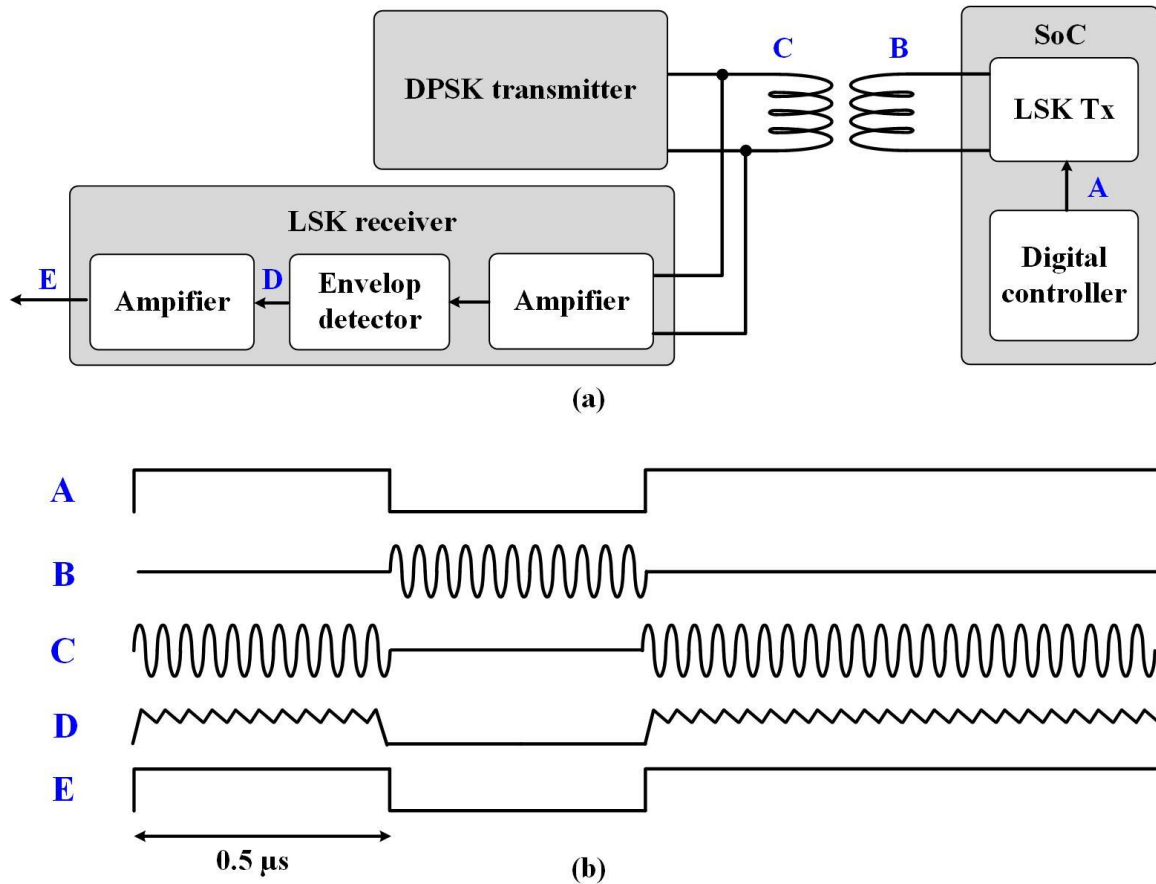 DPSK transmitter
C
B
SoC
LSK Tx
A
Digital
controller
LSK receiver
E
Ampifier
D
Envelop
detector
Ampifier
(a)
A
B
C
D
E
0.5 μs
(b)